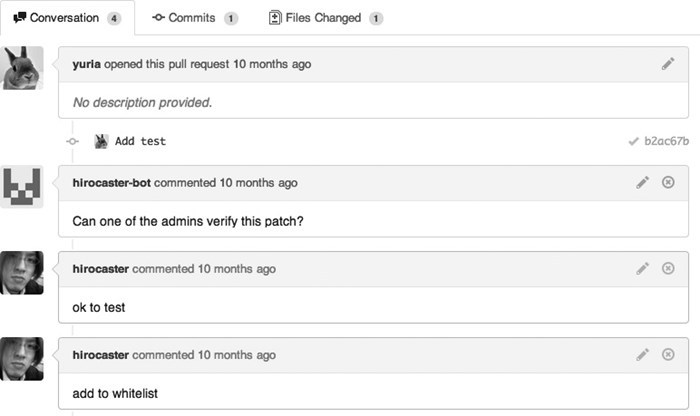 Conversation 4 Commits 1 Files Changed 1
yuria opened this pull request 10 months ago
No description provided.
Add test b2ac67b
hirocaster-bot commented 10 months ago
Can one of the admins verify this patch?
hirocaster commented 10 months ago
ok to test
hirocaster commented 10 months ago
add to whitelist